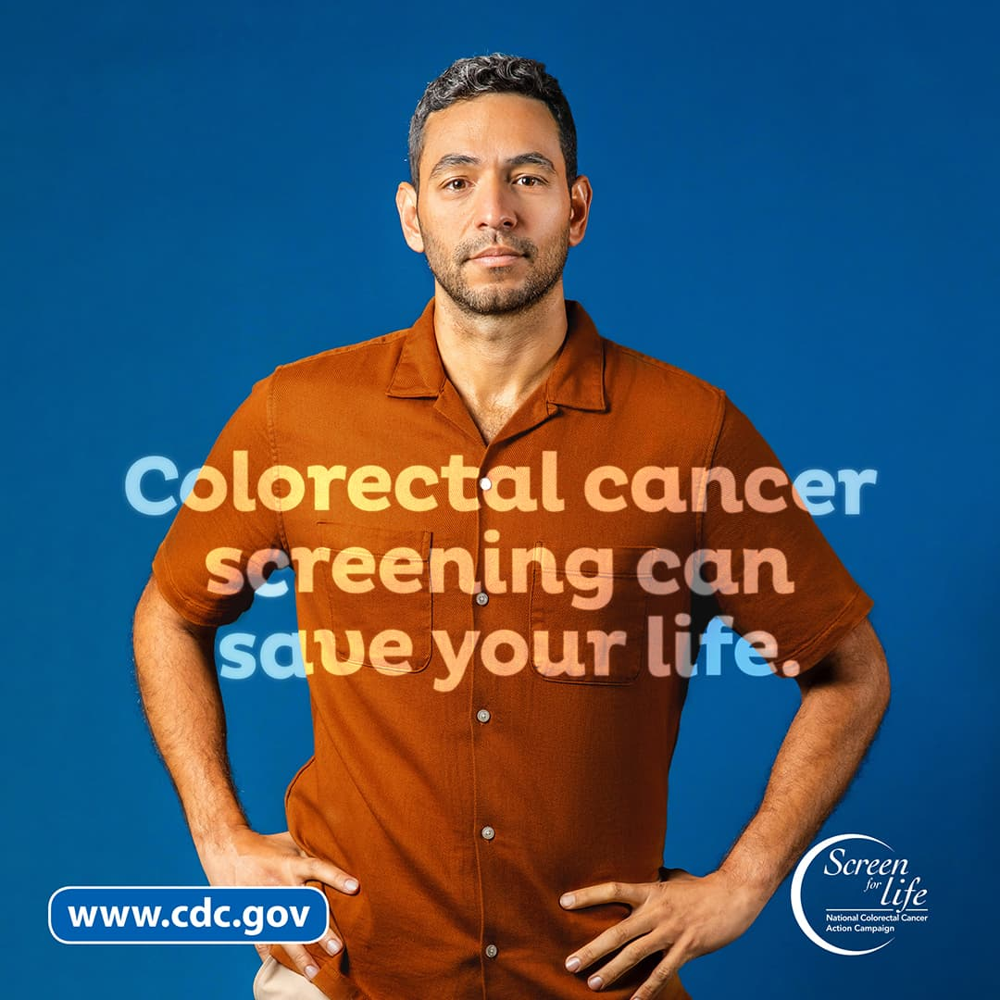 Colorectal cancer
screening can
save your life.
www.cdc.gov
Screen
for
life
National Colorectal Cancer
Action Campaign